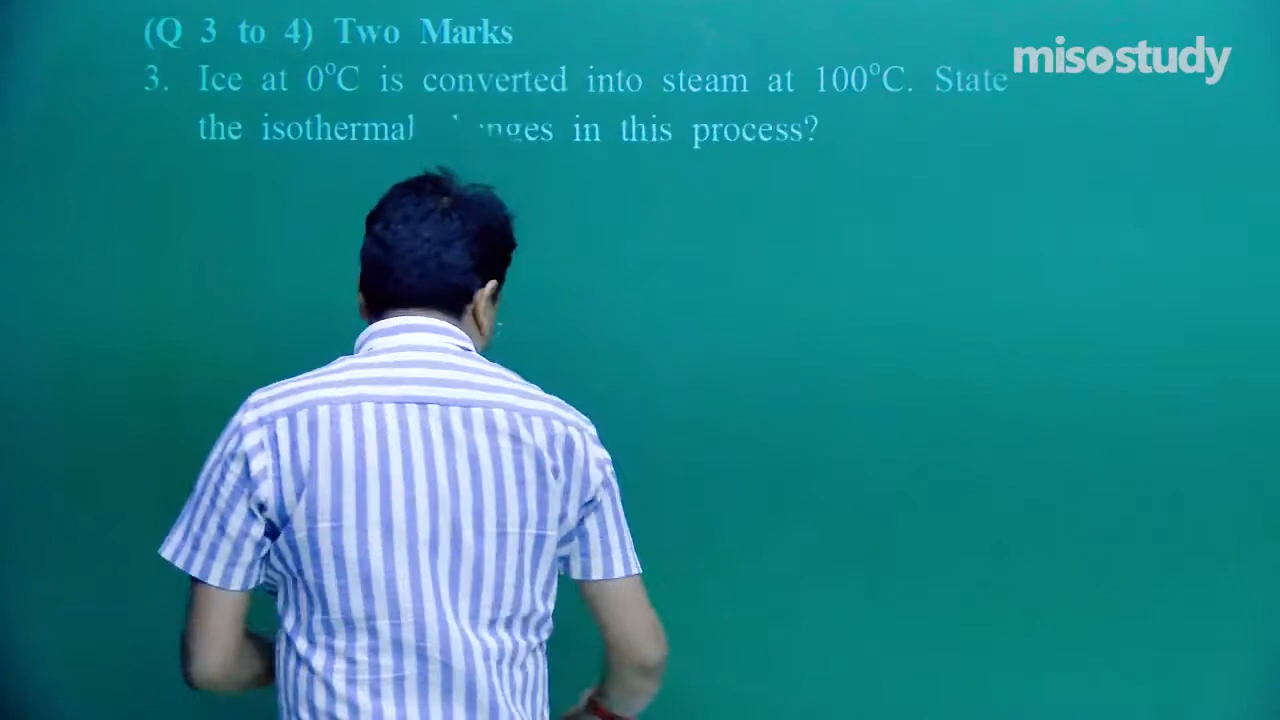 (Q 3 to 4) Two Marks
misostudy
3. Ice at 0°C is converted into steam at 100°C. State
the isothermal in this process?